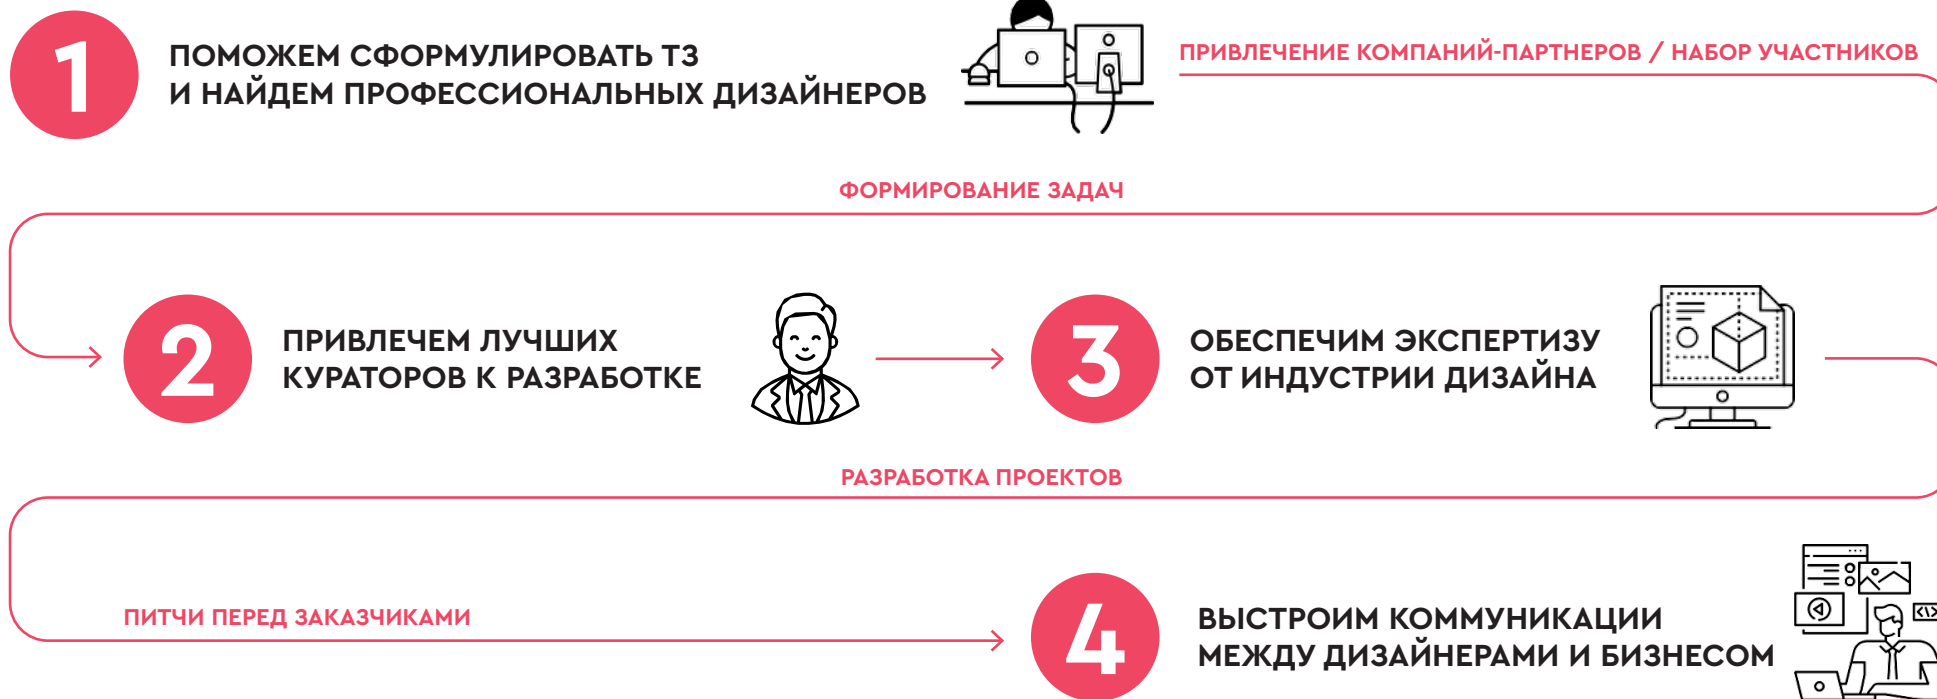 1
ПОМОЖЕМ СФОРМУЛИРОВАТЬ ТЗ
И НАЙДЕМ ПРОФЕССИОНАЛЬНЫХ ДИЗАЙНЕРОВ
ПРИВЛЕЧЕНИЕ КОМПАНИЙ-ПАРТНЕРОВ / НАБОР УЧАСТНИКОВ
ФОРМИРОВАНИЕ ЗАДАЧ
2
ПРИВЛЕЧЕМ ЛУЧШИХ
КУРАТОРОВ К РАЗРАБОТКЕ
3
ОБЕСПЕЧИМ ЭКСПЕРТИЗУ
ОТ ИНДУСТРИИ ДИЗАЙНА
РАЗРАБОТКА ПРОЕКТОВ
ПИТЧИ ПЕРЕД ЗАКАЗЧИКАМИ
4
ВЫСТРОИМ КОММУНИКАЦИИ
МЕЖДУ ДИЗАЙНЕРАМИ И БИЗНЕСОМ